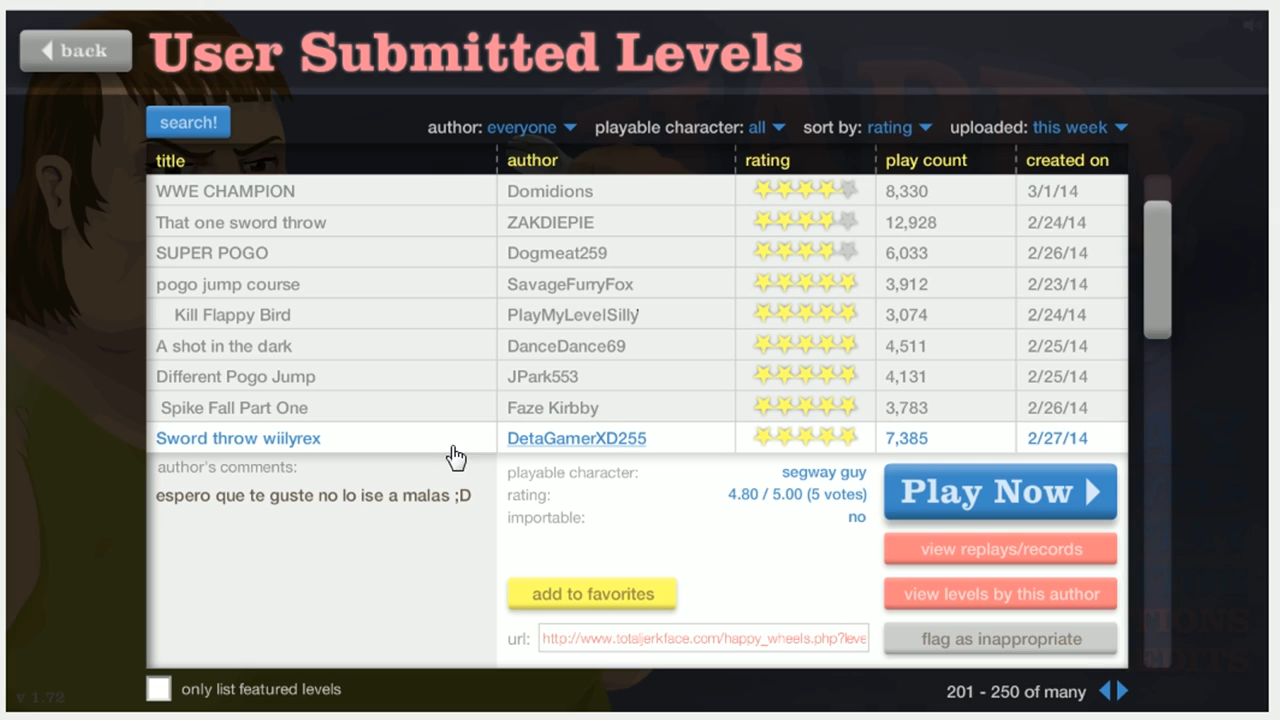 back
User Submitted Levels
search!
author: everyone playable character: all sort by: rating uploaded: this week
title author rating play count created on
WWE CHAMPION Domidions 8,330 3/1/14
That one sword throw ZAKDIEPIE 12,928 2/24/14
SUPER POGO Dogmeat259 6,033 2/26/14
pogo jump course SavageFurryFox 3,912 2/23/14
Kill Flappy Bird PlayMyLevelSilly' 3,074 2/24/14
A shot in the dark DanceDance69 4,511 2/25/14
Different Pogo Jump JPark553 4,131 2/25/14
Spike Fall Part One Faze Kirbby 3,783 2/26/14
Sword throw wiilyrex DetaGamerXD255 7,385 2/27/14
author's comments:
espero que te guste no lo ise a malas ;D
playable character: segway guy
rating: 4.80 / 5.00 (5 votes)
importable: no
Play Now
view replays/records
add to favorites
view levels by this author
url: http://www.totaljerkface.com/happy_wheels.php?leve
flag as inappropriate
only list featured levels
201 - 250 of many
v 1.72